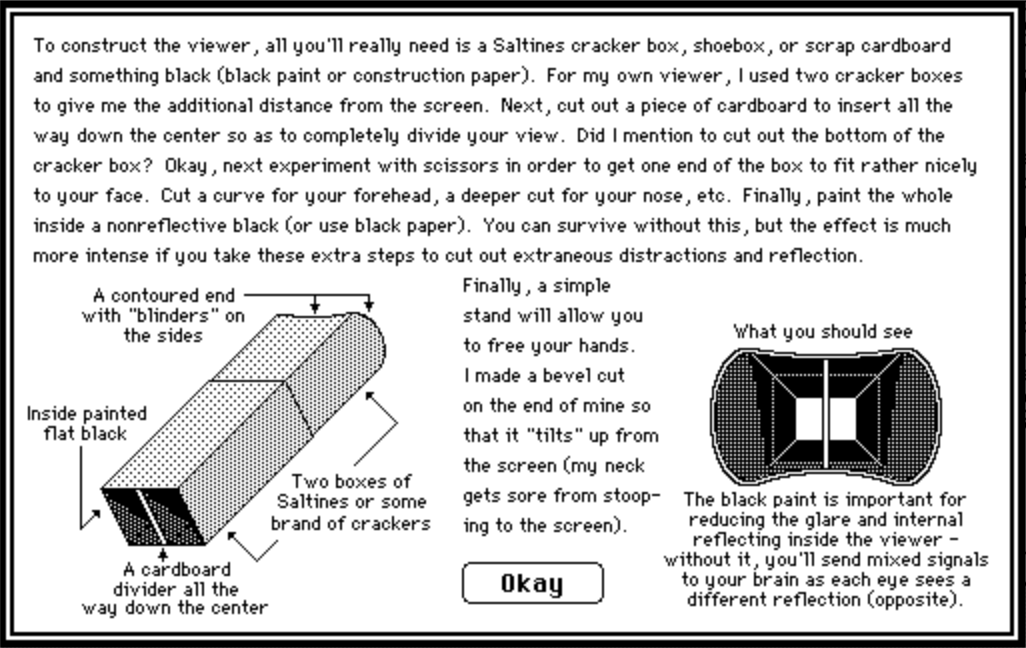 To construct the viewer, all you'll really need is a Saltines cracker box, shoebox, or scrap cardboard
and something black (black paint or construction paper). For my own viewer, I used two cracker boxes
to give me the additional distance from the screen. Next, cut out a piece of cardboard to insert all the
way down the center so as to completely divide your view. Did I mention to cut out the bottom of the
cracker box? Okay, next experiment with scissors in order to get one end of the box to fit rather nicely
to your face. Cut a curve for your forehead, a deeper cut for your nose, etc. Finally, paint the whole
inside a nonreflective black (or use black paper). You can survive without this, but the effect is much
more intense if you take these extra steps to cut out extraneous distractions and reflection.
A contoured end
with "blinders" on
the sides
Inside painted
flat black
Two boxes of
Saltines or some
brand of crackers
A cardboard
divider all the
way down the center
Finally, a simple
stand will allow you
to free your hands.
I made a bevel cut
on the end of mine so
that it "tilts" up from
the screen (my neck
gets sore from stoop-
ing to the screen).
Okay
What you should see
The black paint is important for
reducing the glare and internal
reflecting inside the viewer -
without it, you'll send mixed signals
to your brain as each eye sees a
different reflection (opposite).